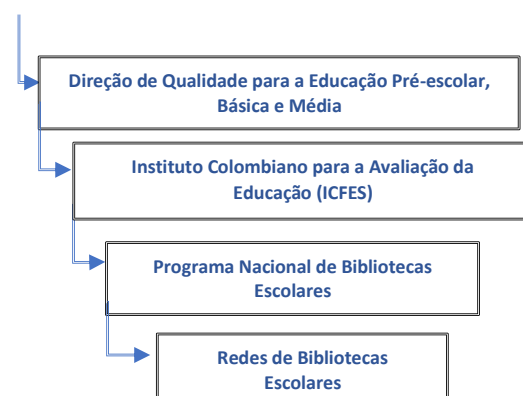 Direção de Qualidade para a Educação Pré-escolar,
Básica e Média
Instituto Colombiano para a Avaliação da
Educação (ICFES)
Programa Nacional de Bibliotecas
Escolares
Redes de Bibliotecas
Escolares